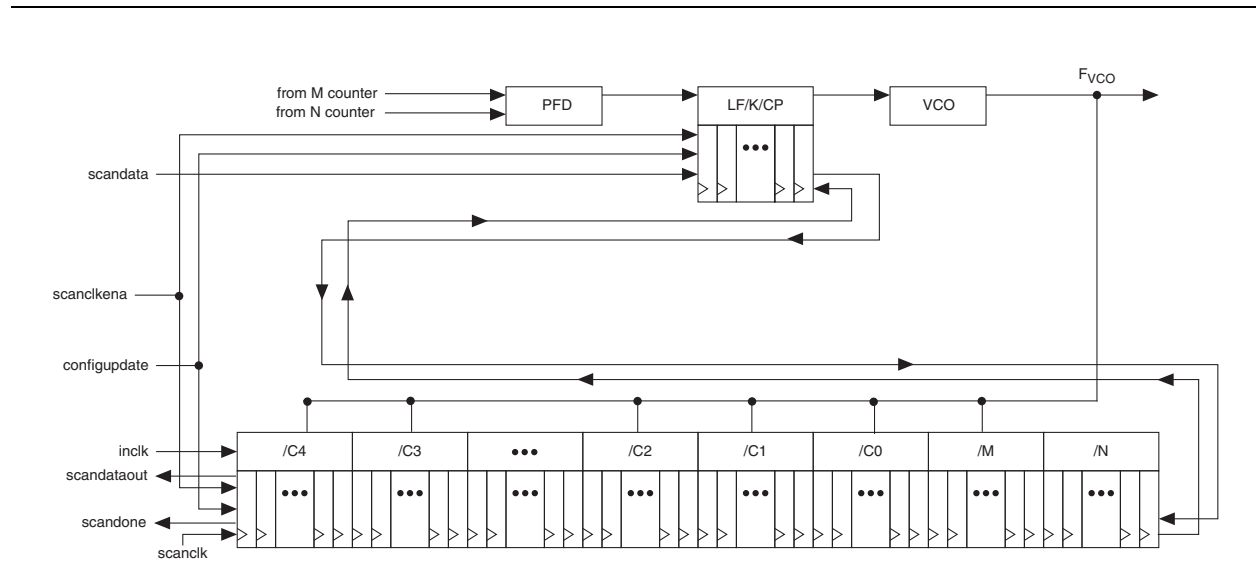 F_VCO
from M counter
from N counter
PFD
LF/K/CP
VCO
scandata
scanclkena
configupdate
inclk
/C4
/C3
/C2
/C1
/C0
/M
/N
scandataout
scandone
scanclk